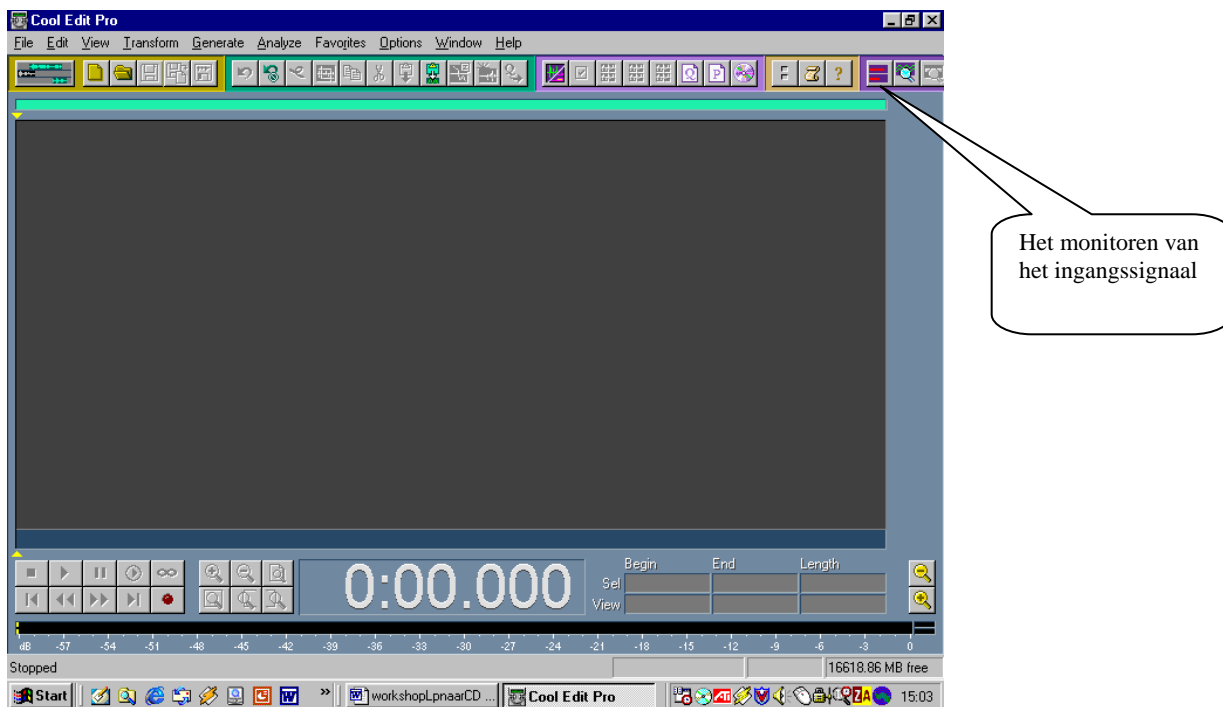 Cool Edit Pro
File Edit View Transform Generate Analyze Favorites Options Window Help
Q P F ?
Het monitoren van
het ingangssignaal
0:00.000
Begin End Length
Sel
View
dB -57 -54 -51 -48 -45 -42 -39 -36 -33 -30 -27 -24 -21 -18 -15 -12 -9 -6 -3 0
Stopped 16618.86 MB free
Start » workshopLpnaarCD ... Cool Edit Pro 15:03